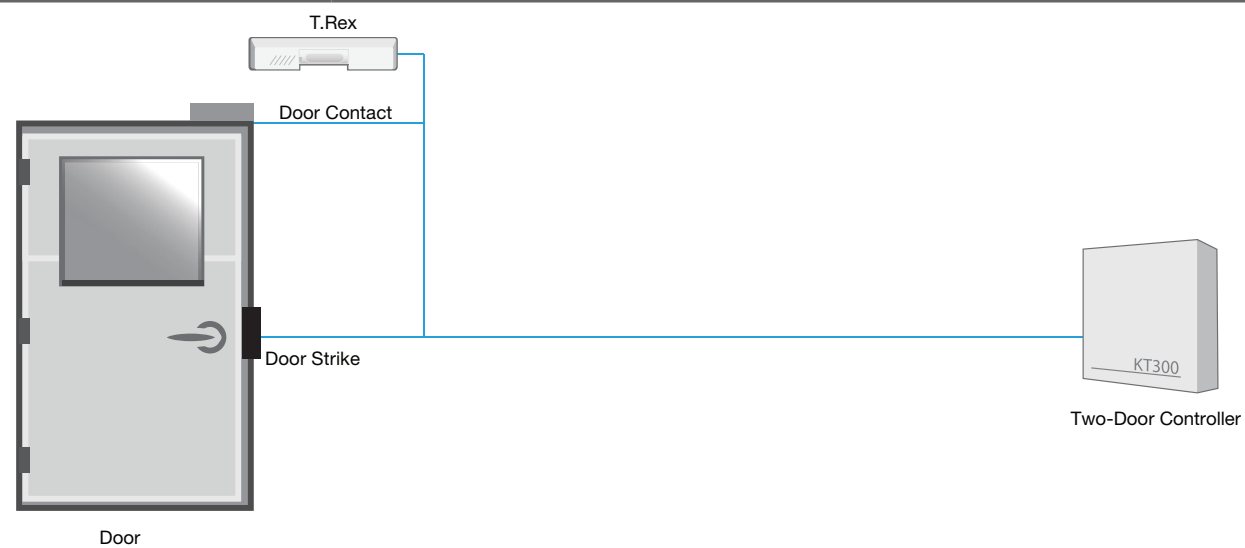 T.Rex
Door Contact
Door Strike
KT300
Two-Door Controller
Door